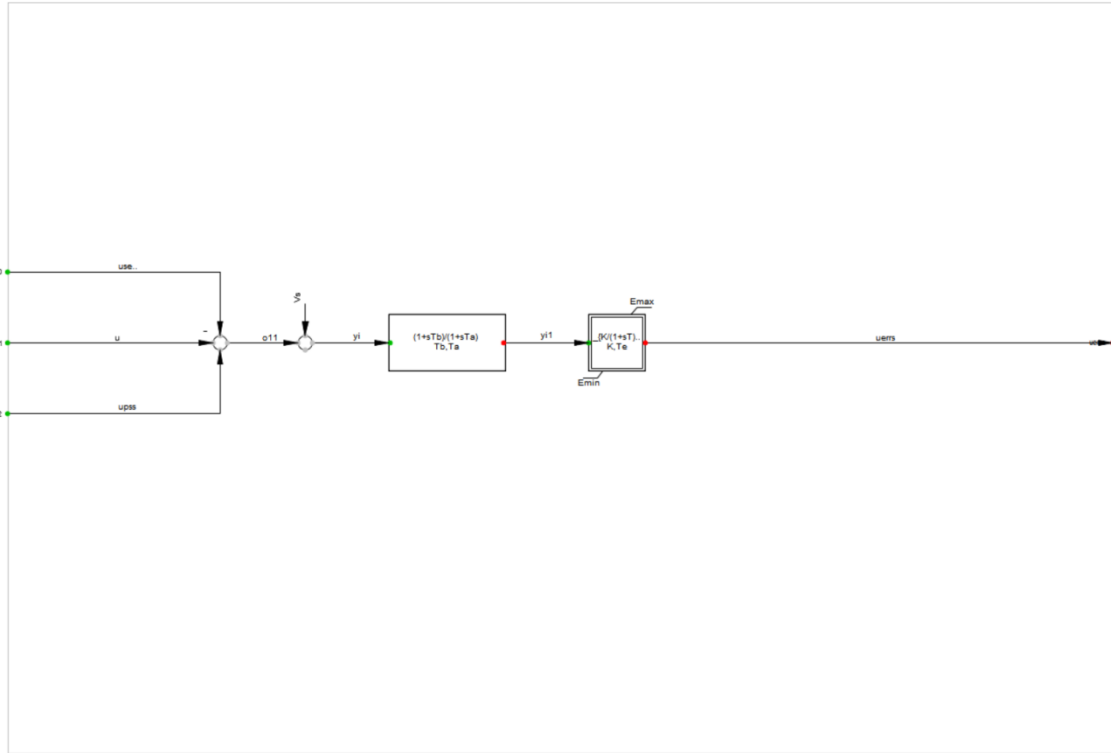 Emax
use..
Vs
-
u
o11
yi
(1+sTb)/(1+sTa)
Tb,Ta
yi1
_{K/(1+sT)..
K,Te
uerrs
Emin
upss